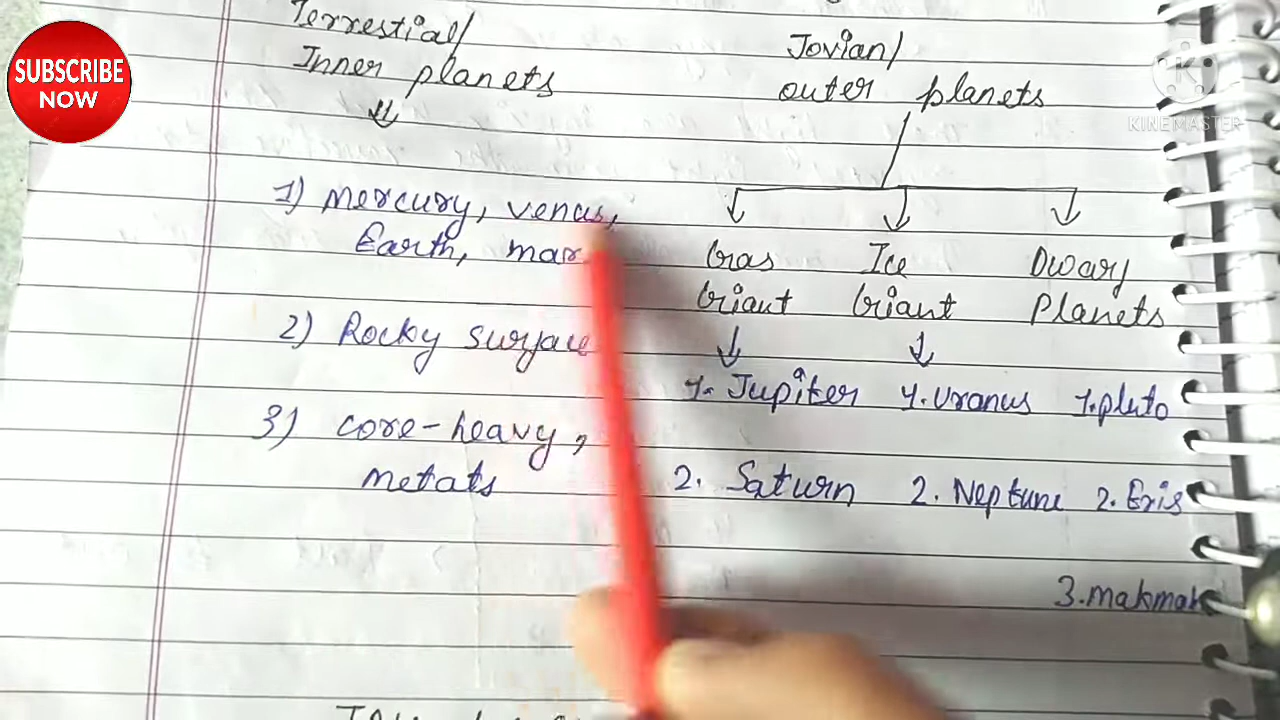 SUBSCRIBE
NOW
KINEMASTER
Terrestial/
Inner planets
Jovian/
outer planets
1) Mercury, venus,
Earth, mar
2) Rocky surface
3) core-heavy,
metals
Gas Ice Dwarf
Giant Giant Planets
1. Jupiter 1. Uranus 1. pluto
2. Saturn 2. Neptune 2. Eris
3. makmak